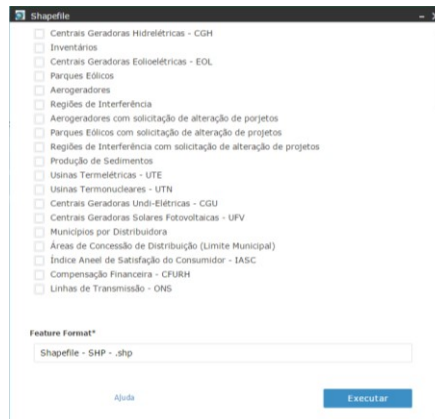 Shapefile
Centrais Geradoras Hidrelétricas - CGH
Inventários
Centrais Geradoras Eolioelétricas - EOL
Parques Eólicos
Aerogeradores
Regiões de Interferência
Aerogeradores com solicitação de alteração de porjetos
Parques Eólicos com solicitação de alteração de projetos
Regiões de Interferência com solicitação de alteração de projetos
Produção de Sedimentos
Usinas Termelétricas - UTE
Usinas Termonucleares - UTN
Centrais Geradoras Undi-Elétricas - CGU
Centrais Geradoras Solares Fotovoltaicas - UFV
Municípios por Distribuidora
Áreas de Concessão de Distribuição (Limite Municipal)
Índice Aneel de Satisfação do Consumidor - IASC
Compensação Financeira - CFURH
Linhas de Transmissão - ONS
Feature Format*
Shapefile - SHP - .shp
Ajuda Executar